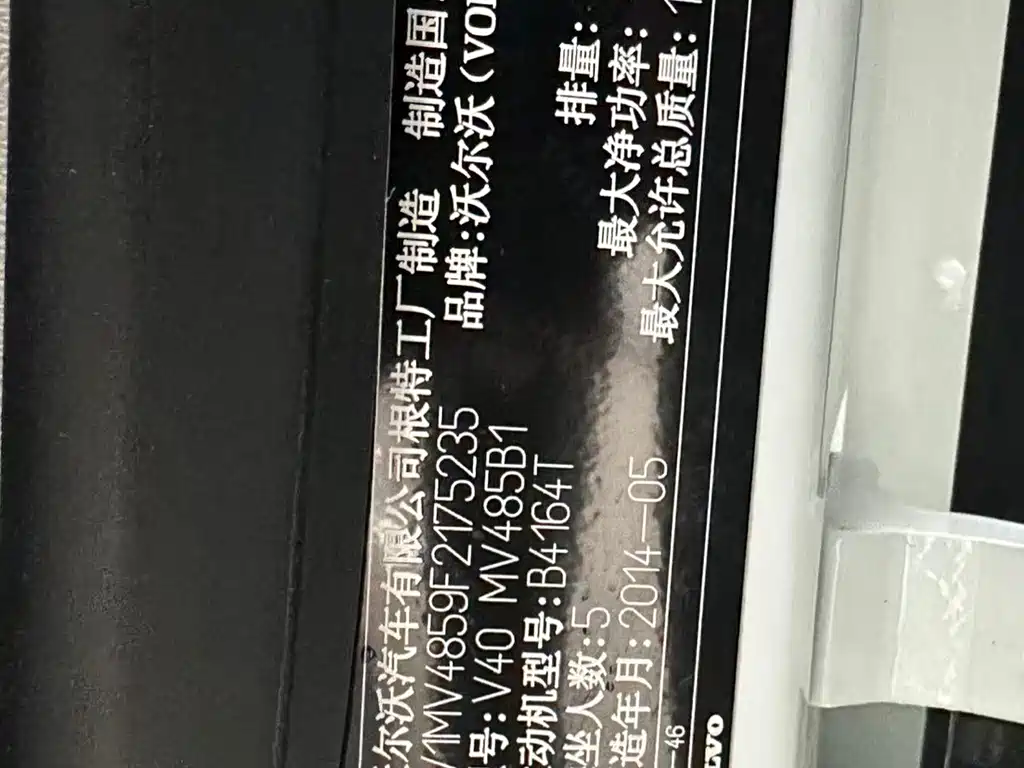 尔沃汽车有限公司根特工厂制造 制造国
1MV4859F2175235 品牌:沃尔沃(VO
号:V40 MV485B1
动机型号:B4164T 排量:
坐人数:5 最大净功率:
造年月:2014-05 最大允许总质量:
-46
LVO